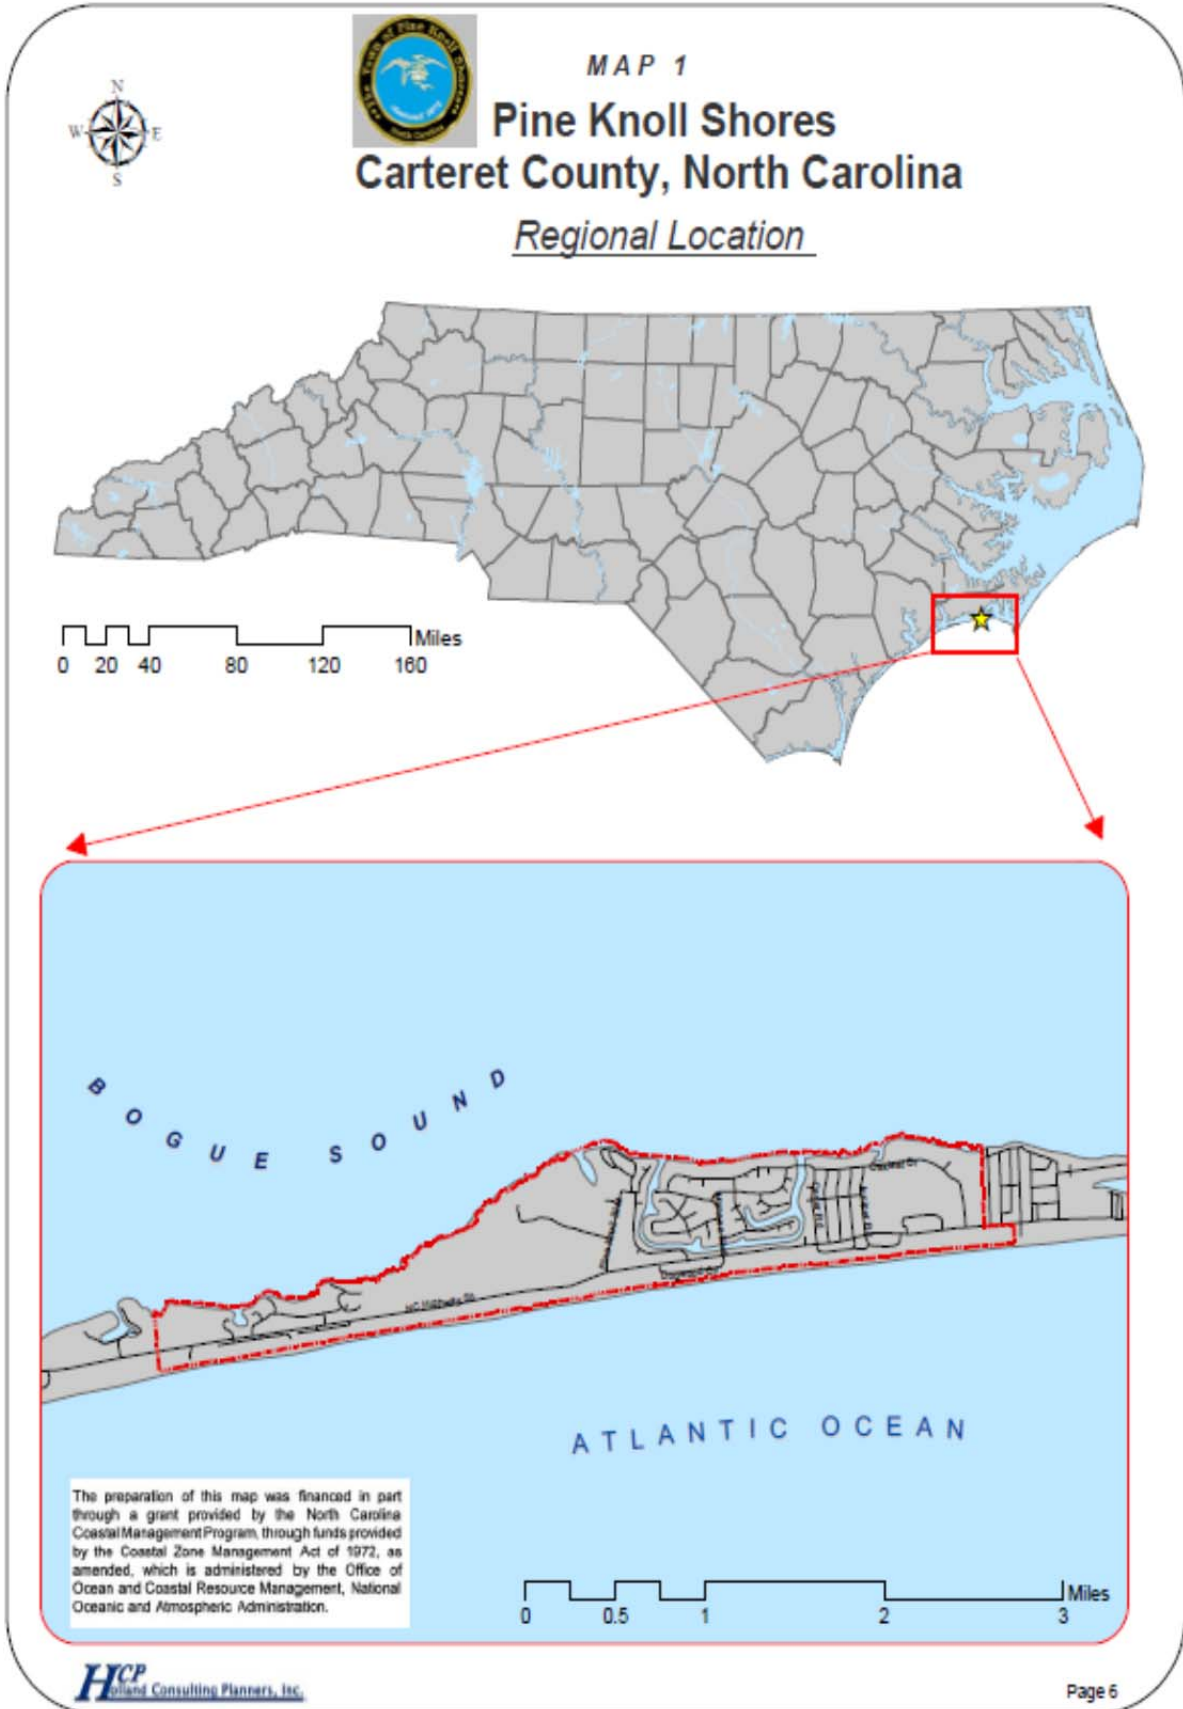 MAP 1
Pine Knoll Shores
Carteret County, North Carolina
Regional Location
N
W E
S
Miles
0 20 40 80 120 160
BOGUE SOUND
ATLANTIC OCEAN
The preparation of this map was financed in part
through a grant provided by the North Carolina
Coastal Management Program, through funds provided
by the Coastal Zone Management Act of 1972, as
amended, which is administered by the Office of
Ocean and Coastal Resource Management, National
Oceanic and Atmospheric Administration.
Miles
0 0.5 1 2 3
HCP
Holland Consulting Planners, Inc.
Page 6